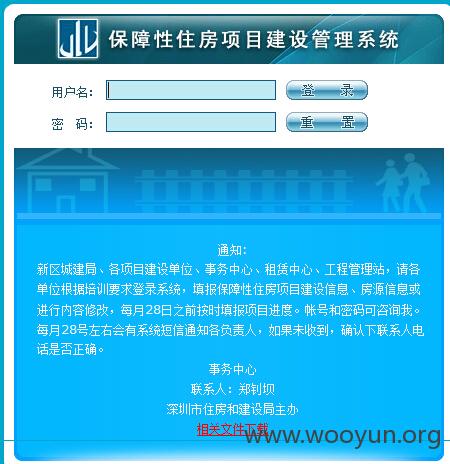 保障性住房项目建设管理系统
用户名：
登 录
密 码：
重 置
通知：
新区城建局、各项目建设单位、事务中心、租赁中心、工程管理站，请各
单位根据培训要求登录系统，填报保障性住房项目建设信息、房源信息或
进行内容修改，每月28日之前按时填报项目进度。帐号和密码可咨询我。
每月28号左右会有系统短信通知各负责人，如果未收到，确认下联系人电
话是否正确。
事务中心
联系人：郑钊坝
深圳市住房和建设局主办
相关文件下载
www.wooyun.org